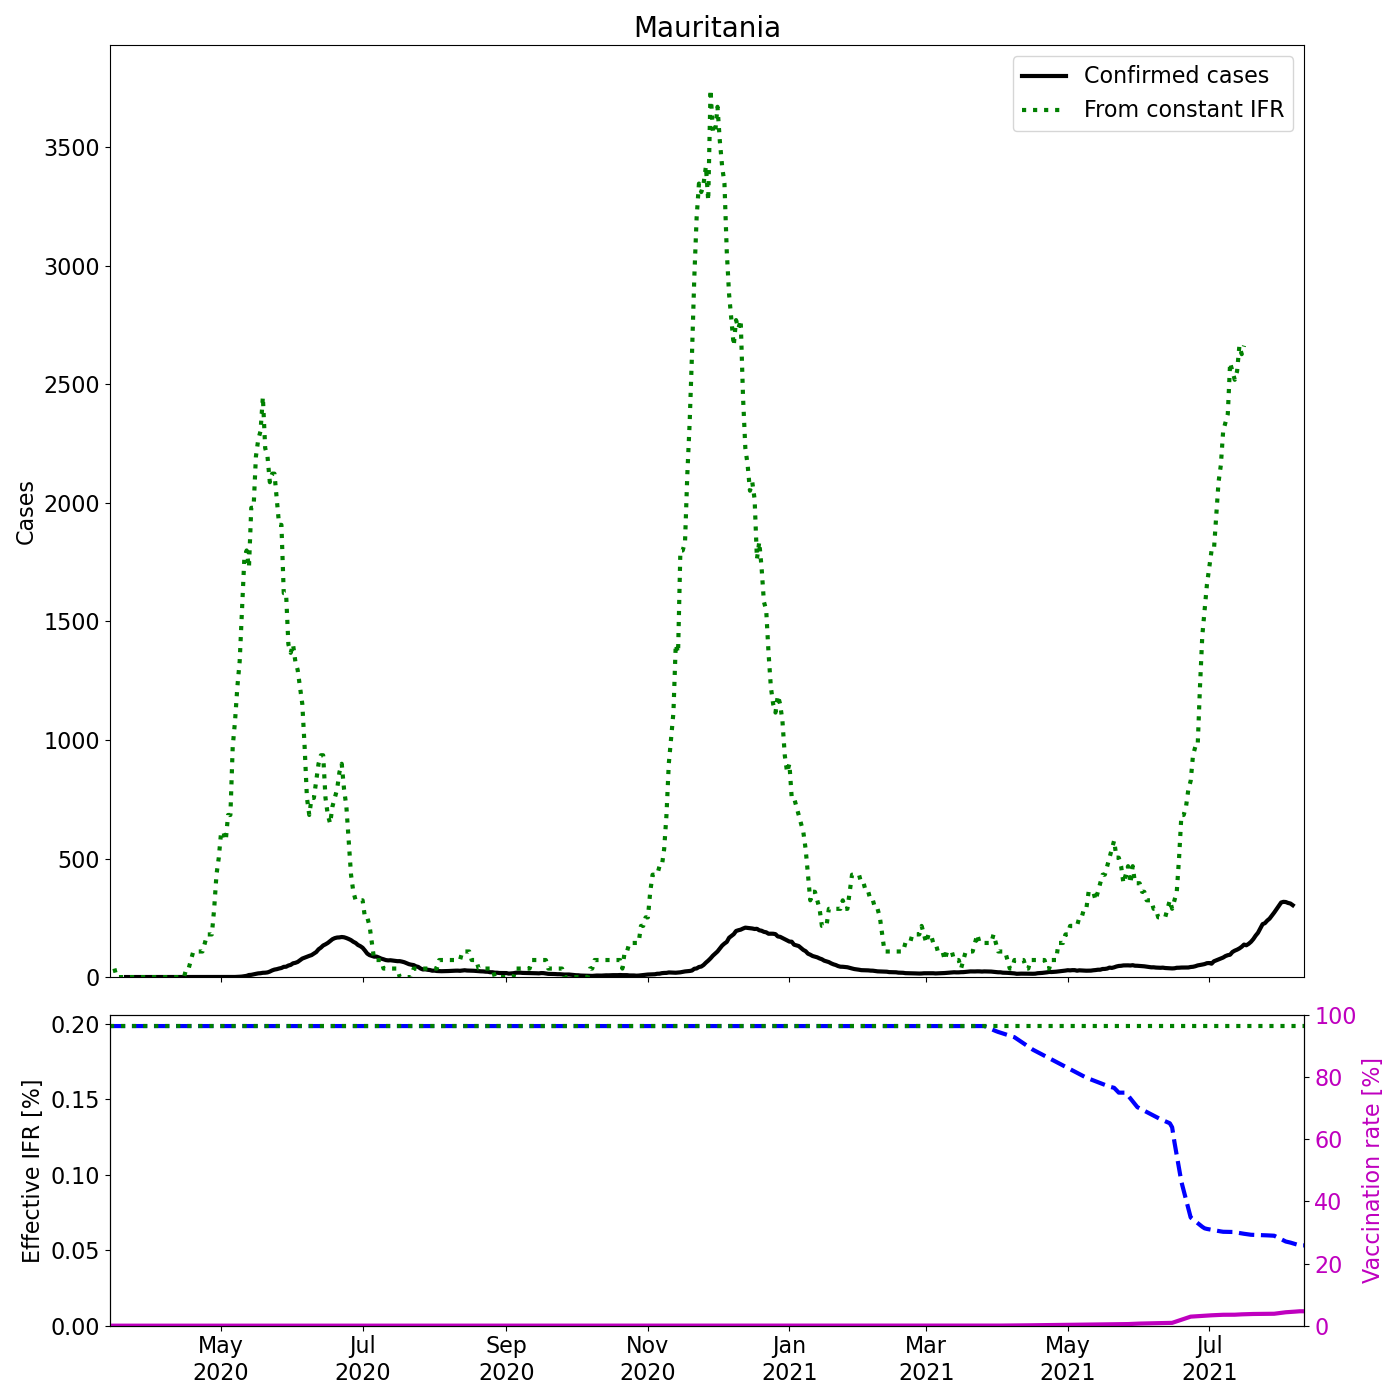 Mauritania
Confirmed cases
From constant IFR
Cases
3500
3000
2500
2000
1500
1000
500
0
Effective IFR [%]
0.20
0.15
0.10
0.05
0.00
100
80
60
40
20
0
Vaccination rate [%]
May
2020
Jul
2020
Sep
2020
Nov
2020
Jan
2021
Mar
2021
May
2021
Jul
2021